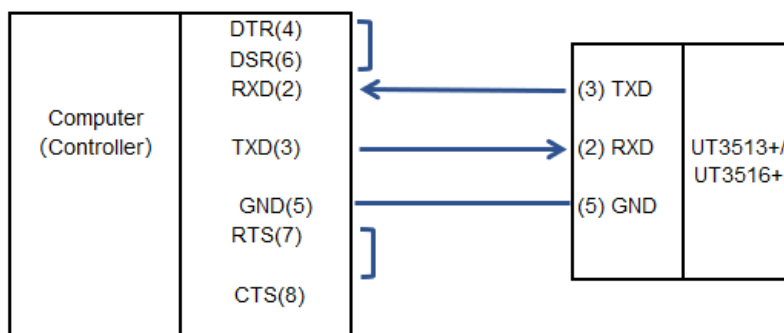 DTR(4)
DSR(6)
RXD(2)
(3) TXD
Computer
(Controller)
TXD(3)
(2) RXD
UT3513+/
UT3516+
GND(5)
(5) GND
RTS(7)
CTS(8)